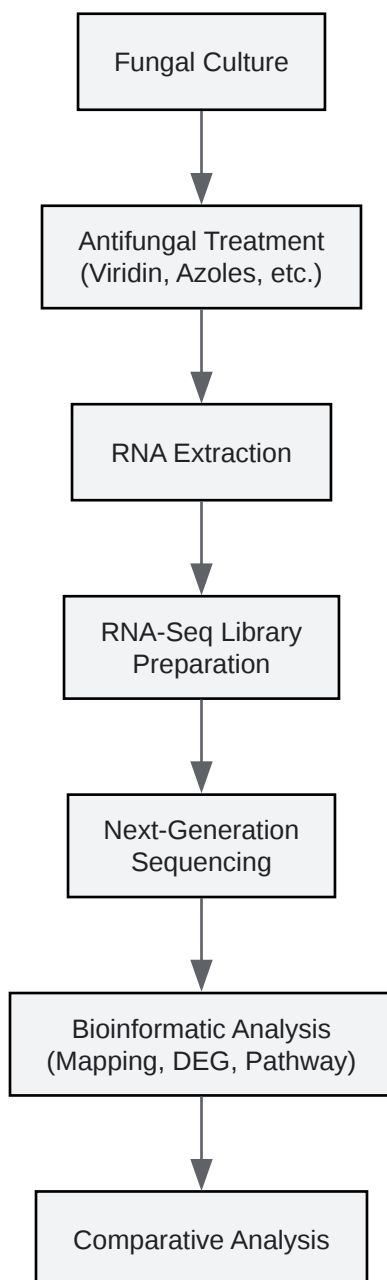 Fungal Culture
Antifungal Treatment
(Viridin, Azoles, etc.)
RNA Extraction
RNA-Seq Library
Preparation
Next-Generation
Sequencing
Bioinformatic Analysis
(Mapping, DEG, Pathway)
Comparative Analysis